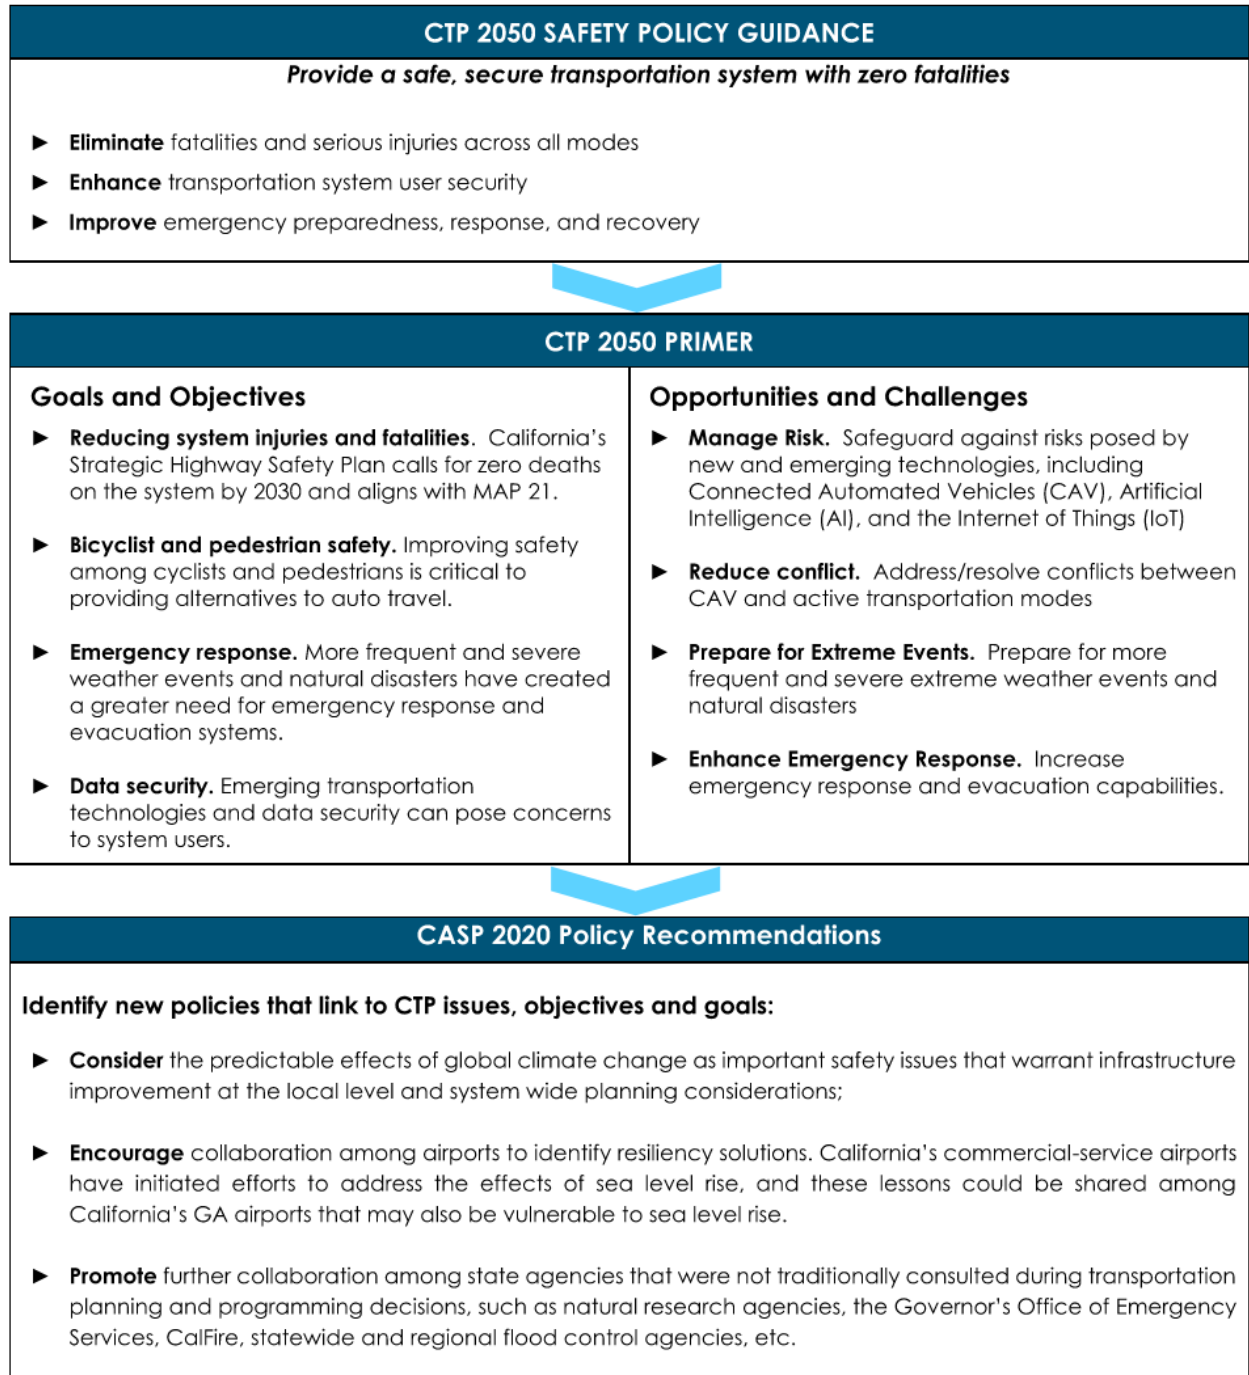 CTP 2050 SAFETY POLICY GUIDANCE
Provide a safe, secure transportation system with zero fatalities
► Eliminate fatalities and serious injuries across all modes
► Enhance transportation system user security
► Improve emergency preparedness, response, and recovery
CTP 2050 PRIMER
Goals and Objectives
► Reducing system injuries and fatalities. California's
Strategic Highway Safety Plan calls for zero deaths
on the system by 2030 and aligns with MAP 21.
► Bicyclist and pedestrian safety. Improving safety
among cyclists and pedestrians is critical to
providing alternatives to auto travel.
► Emergency response. More frequent and severe
weather events and natural disasters have created
a greater need for emergency response and
evacuation systems.
► Data security. Emerging transportation
technologies and data security can pose concerns
to system users.
Opportunities and Challenges
► Manage Risk. Safeguard against risks posed by
new and emerging technologies, including
Connected Automated Vehicles (CAV), Artificial
Intelligence (AI), and the Internet of Things (IoT)
► Reduce conflict. Address/resolve conflicts between
CAV and active transportation modes
► Prepare for Extreme Events. Prepare for more
frequent and severe extreme weather events and
natural disasters
► Enhance Emergency Response. Increase
emergency response and evacuation capabilities.
CASP 2020 Policy Recommendations
Identify new policies that link to CTP issues, objectives and goals:
► Consider the predictable effects of global climate change as important safety issues that warrant infrastructure
improvement at the local level and system wide planning considerations;
► Encourage collaboration among airports to identify resiliency solutions. California's commercial-service airports
have initiated efforts to address the effects of sea level rise, and these lessons could be shared among
California's GA airports that may also be vulnerable to sea level rise.
► Promote further collaboration among state agencies that were not traditionally consulted during transportation
planning and programming decisions, such as natural research agencies, the Governor's Office of Emergency
Services, CalFire, statewide and regional flood control agencies, etc.